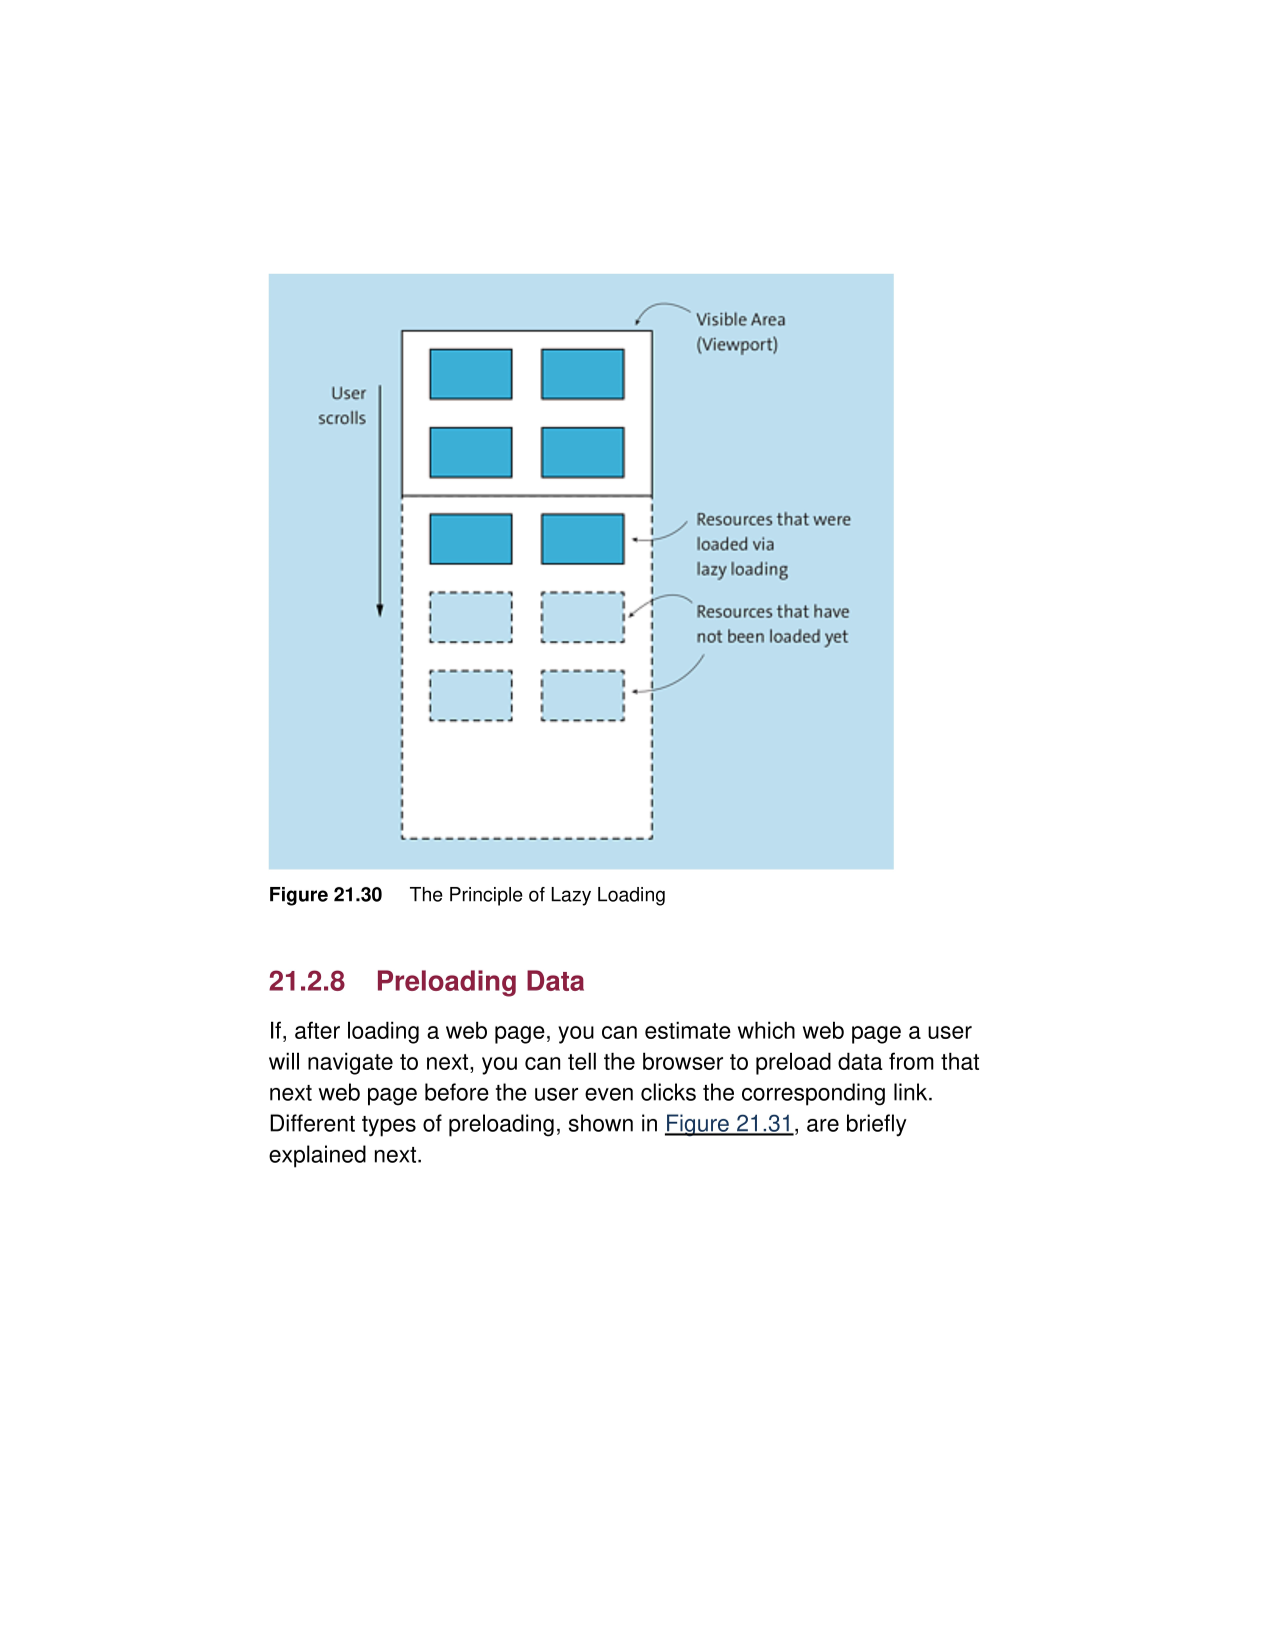 Visible Area
(Viewport)
User
scrolls
Resources that were
loaded via
lazy loading
Resources that have
not been loaded yet
Figure 21.30 The Principle of Lazy Loading
21.2.8 Preloading Data
If, after loading a web page, you can estimate which web page a user
will navigate to next, you can tell the browser to preload data from that
next web page before the user even clicks the corresponding link.
Different types of preloading, shown in Figure 21.31, are briefly
explained next.